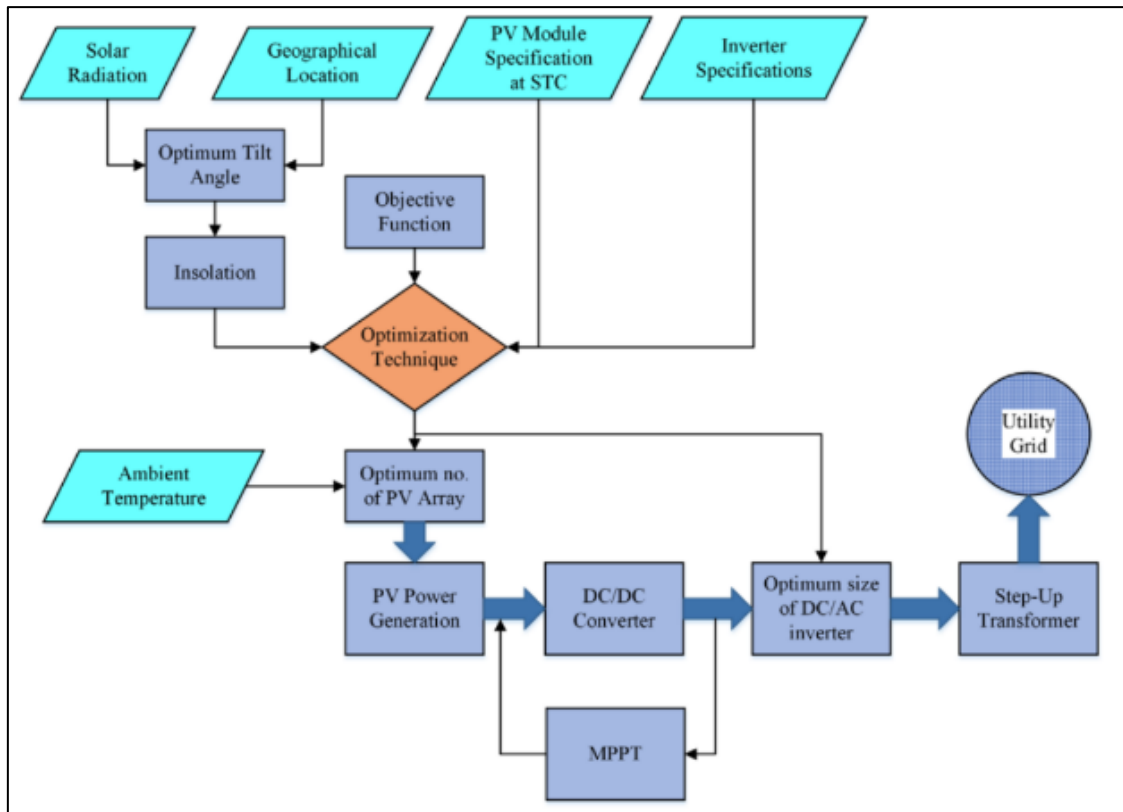 Solar
Radiation
Geographical
Location
PV Module
Specification
at STC
Inverter
Specifications
Optimum Tilt
Angle
Objective
Function
Insolation
Optimization
Technique
Utility
Grid
Ambient
Temperature
Optimum no.
of PV Array
PV Power
Generation
DC/DC
Converter
Optimum size
of DC/AC
inverter
Step-Up
Transformer
MPPT